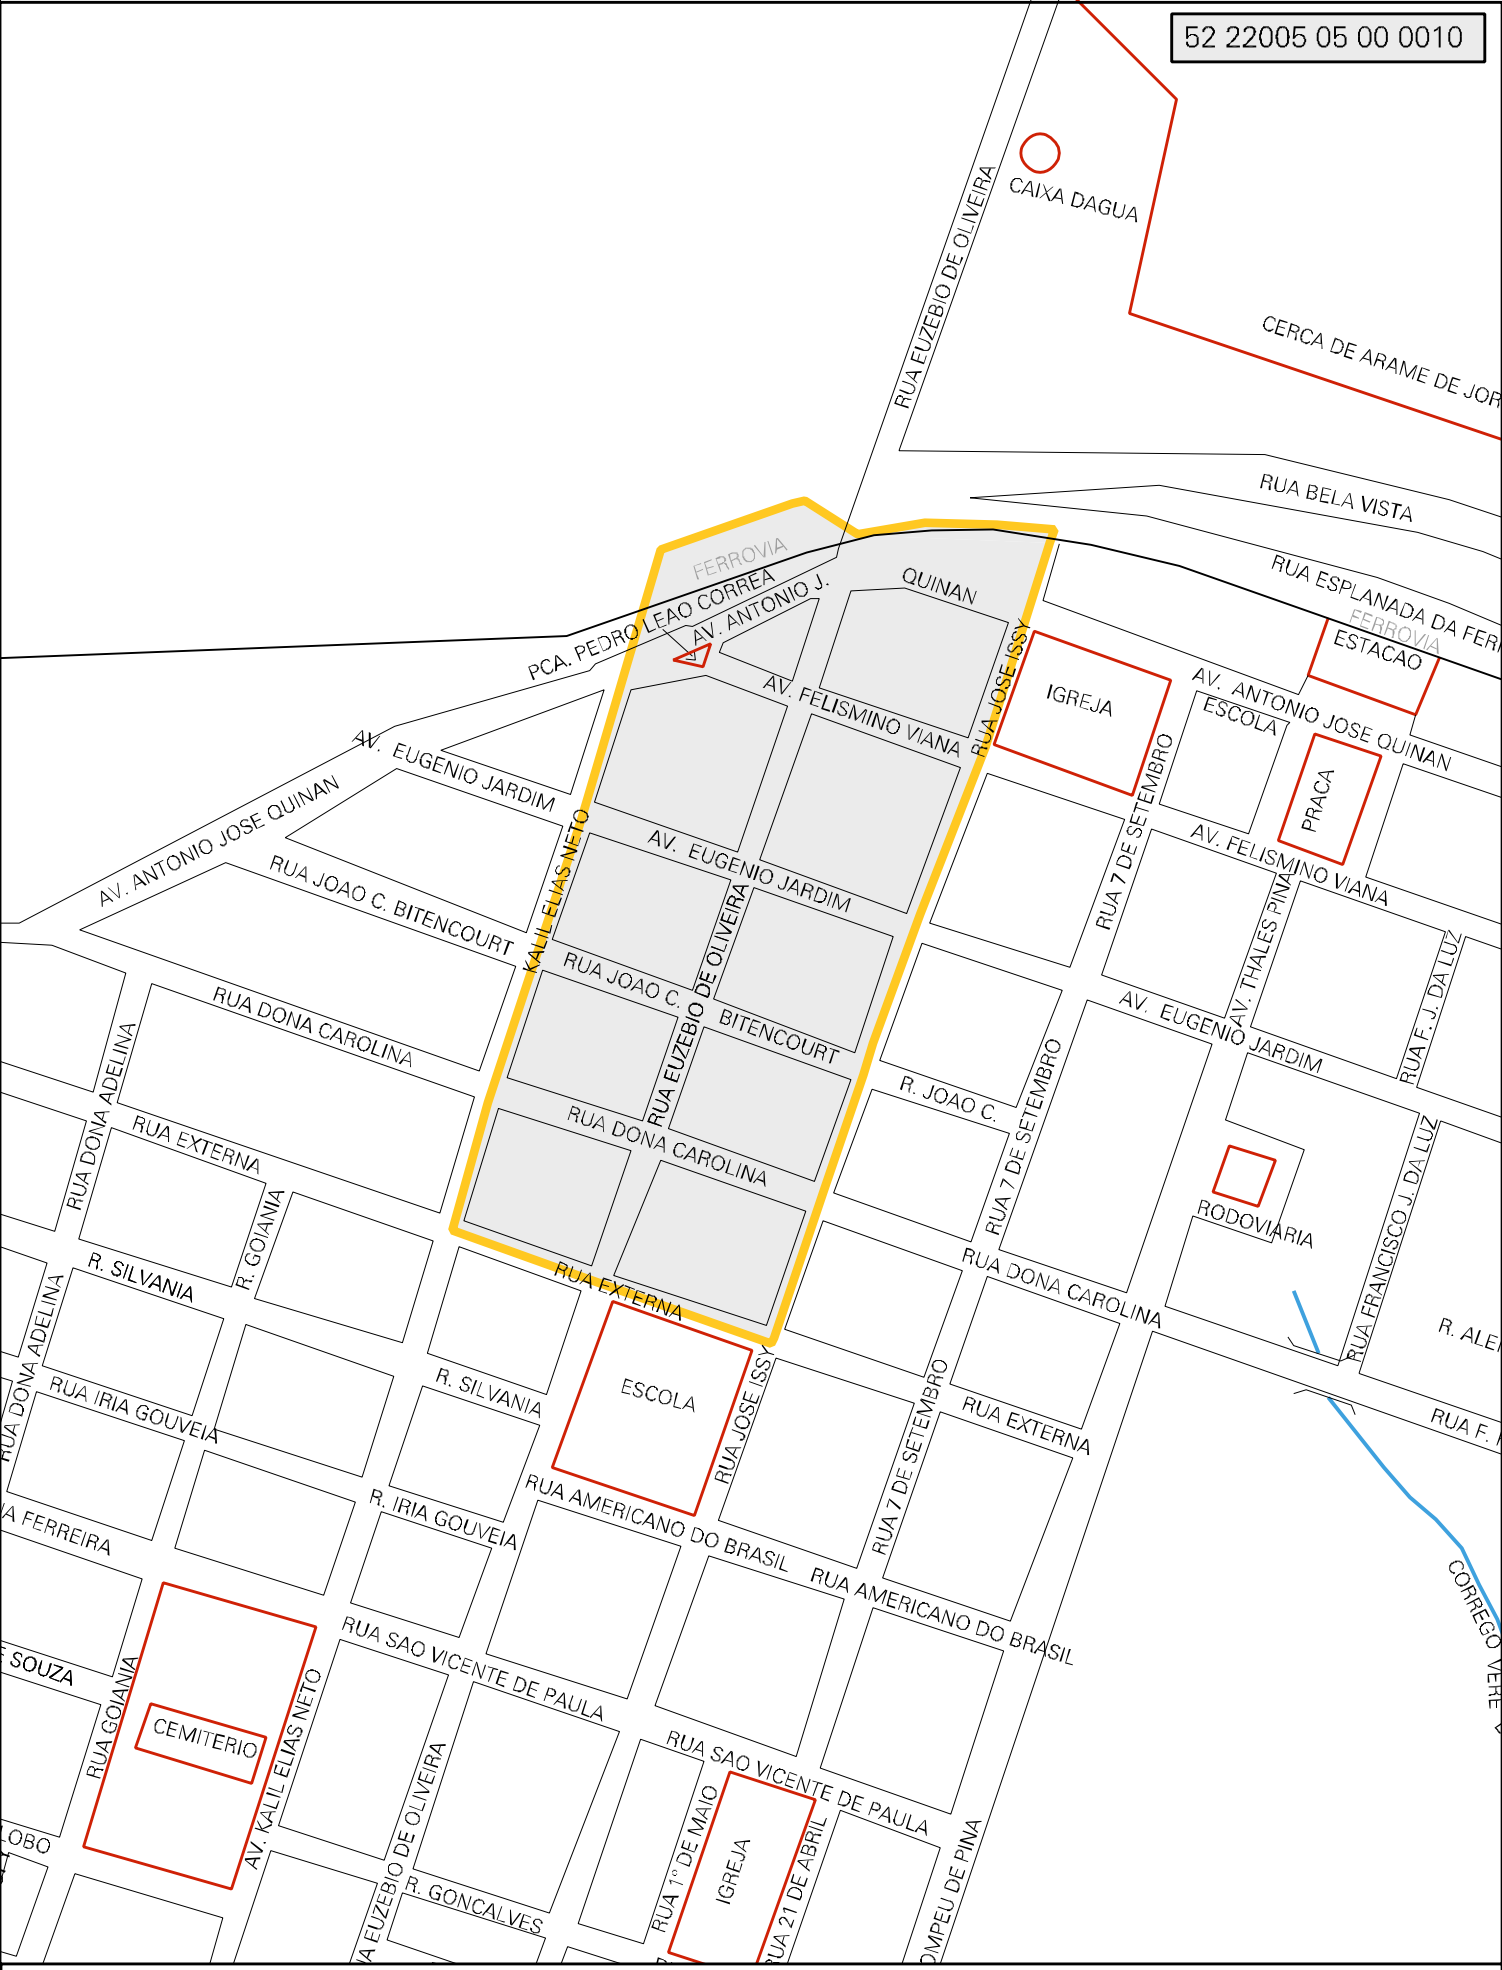 52 22005 05 00 0010
CAIXA DAGUA
RUA EUZEBIO DE OLIVEIRA
CERCA DE ARAME DE JOR
RUA BELA VISTA
FERROVIA
RUA ESPLANADA DA FERR
FERROVIA
ESTACAO
PCA. PEDRO LEAO CORREA
AV. ANTONIO J.
QUINAN
RUA JOSE ISSY
IGREJA
AV. ANTONIO JOSE QUINAN
ESCOLA
AV. FELISMINO VIANA
AV. EUGENIO JARDIM
AV. ANTONIO JOSE QUINAN
PRACA
RUA 7 DE SETEMBRO
AV. FELISMINO VIANA
KALIL ELIAS NETO
AV. EUGENIO JARDIM
RUA JOAO C. BITENCOURT
RUA EUZEBIO DE OLIVEIRA
AV. THALES PINA
RUA F. J. DA LUZ
RUA JOAO C.
BITENCOURT
RUA DONA CAROLINA
AV. EUGENIO JARDIM
RUA DONA ADELINA
RUA EXTERNA
RUA DONA CAROLINA
R. JOAO C.
RUA 7 DE SETEMBRO
RUA FRANCISCO J. DA LUZ
RODOVIARIA
R. GOIANIA
R. SILVANIA
RUA EXTERNA
RUA DONA CAROLINA
RUA DONA ADELINA
R. ALE
RUA IRIA GOUVEIA
R. SILVANIA
ESCOLA
RUA JOSE ISSY
RUA 7 DE SETEMBRO
RUA EXTERNA
RUA F.
IA FERREIRA
R. IRIA GOUVEIA
RUA AMERICANO DO BRASIL
RUA AMERICANO DO BRASIL
CORREGO VERE
E SOUZA
RUA GOIANIA
CEMITERIO
AV. KALIL ELIAS NETO
RUA SAO VICENTE DE PAULA
RUA SAO VICENTE DE PAULA
LOBO
UA EUZEBIO DE OLIVEIRA
R. GONCALVES
RUA 1º DE MAIO
IGREJA
RUA 21 DE ABRIL
OMPEU DE PINA